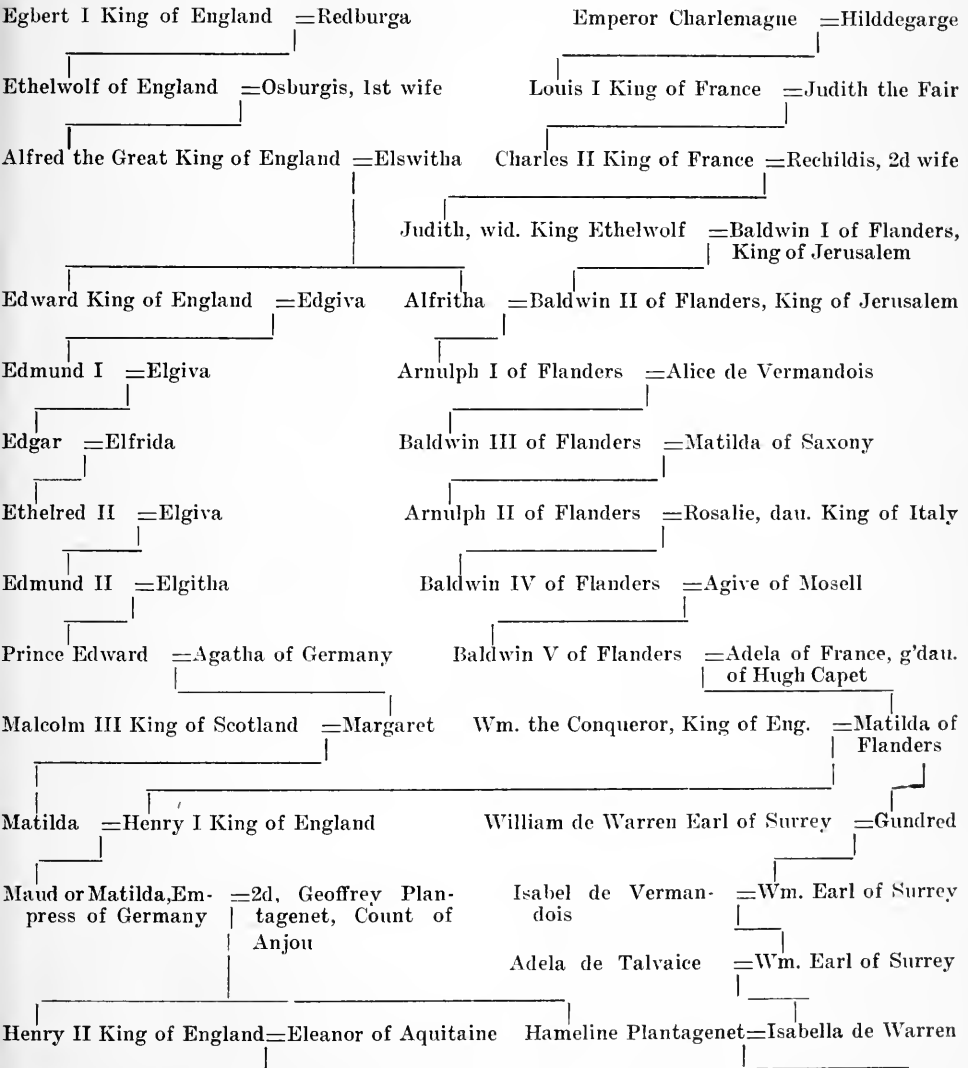 Egbert I King of England =Redburga Emperor Charlemagne =Hilddegarge
Ethelwolf of England =Osburgis, 1st wife Louis I King of France =Judith the Fair
Alfred the Great King of England =Elswitha Charles II King of France =Rechildis, 2d wife
Judith, wid. King Ethelwolf =Baldwin I of Flanders,
King of Jerusalem
Edward King of England =Edgiva Alfritha =Baldwin II of Flanders, King of Jerusalem
Edmund I =Elgiva Arnulph I of Flanders =Alice de Vermandois
Edgar =Elfrida Baldwin III of Flanders =Matilda of Saxony
Ethelred II =Elgiva Arnulph II of Flanders =Rosalie, dau. King of Italy
Edmund II =Elgitha Baldwin IV of Flanders =Agive of Mosell
Prince Edward =Agatha of Germany Baldwin V of Flanders =Adela of France, g'dau.
of Hugh Capet
Malcolm III King of Scotland =Margaret Wm. the Conqueror, King of Eng. =Matilda of
Flanders
Matilda =Henry I King of England William de Warren Earl of Surrey =Gundred
Maud or Matilda, Em- =2d, Geoffrey Plan- Isabel de Verman- =Wm. Earl of Surrey
press of Germany tagenet, Count of dois
Anjou
Adela de Talvaice =Wm. Earl of Surrey
Henry II King of England=Eleanor of Aquitaine Hameline Plantagenet=Isabella de Warren